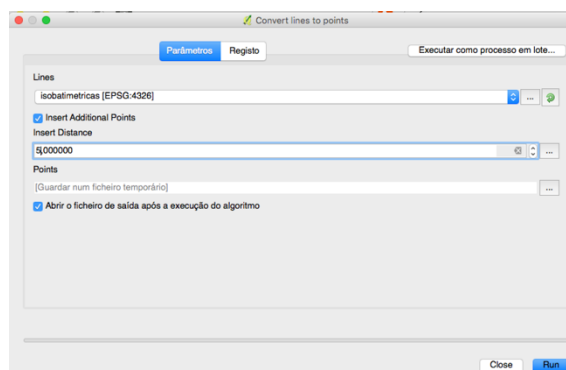 Convert lines to points
Parâmetros
Registo
Executar como processo em lote...
Lines
isobatimetricas [EPSG:4326]
...
Insert Additional Points
Insert Distance
5,000000
...
Points
[Guardar num ficheiro temporário]
...
Abrir o ficheiro de saída após a execução do algoritmo
Close
Run